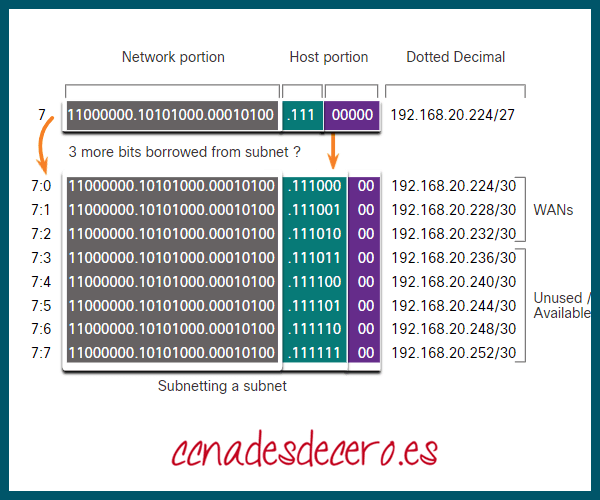 Network portion Host portion Dotted Decimal
7 11000000.10101000.00010100 .111 00000 192.168.20.224/27
3 more bits borrowed from subnet ?
7:0 11000000.10101000.00010100 .111000 00 192.168.20.224/30
7:1 11000000.10101000.00010100 .111001 00 192.168.20.228/30 WANs
7:2 11000000.10101000.00010100 .111010 00 192.168.20.232/30
7:3 11000000.10101000.00010100 .111011 00 192.168.20.236/30
7:4 11000000.10101000.00010100 .111100 00 192.168.20.240/30
7:5 11000000.10101000.00010100 .111101 00 192.168.20.244/30 Unused /
Available
7:6 11000000.10101000.00010100 .111110 00 192.168.20.248/30
7:7 11000000.10101000.00010100 .111111 00 192.168.20.252/30
Subnetting a subnet
ccnadesdecero.es